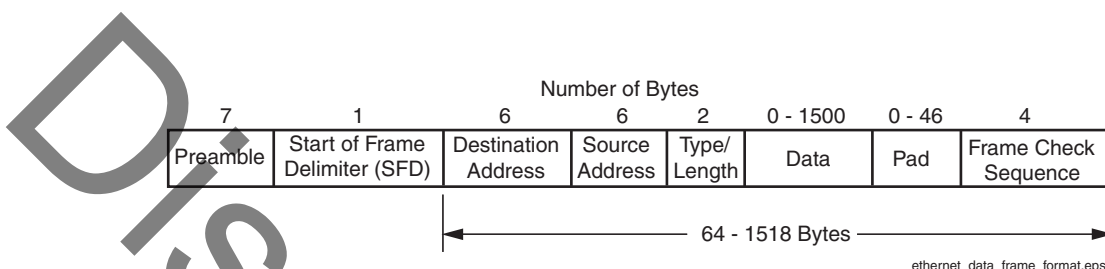 Number of Bytes
7 1 6 6 2 0 - 1500 0 - 46 4
Preamble
Start of Frame
Delimiter (SFD)
Destination
Address
Source
Address
Type/
Length
Data
Pad
Frame Check
Sequence
64 - 1518 Bytes
ethernet_data_frame_format.eps
Dis